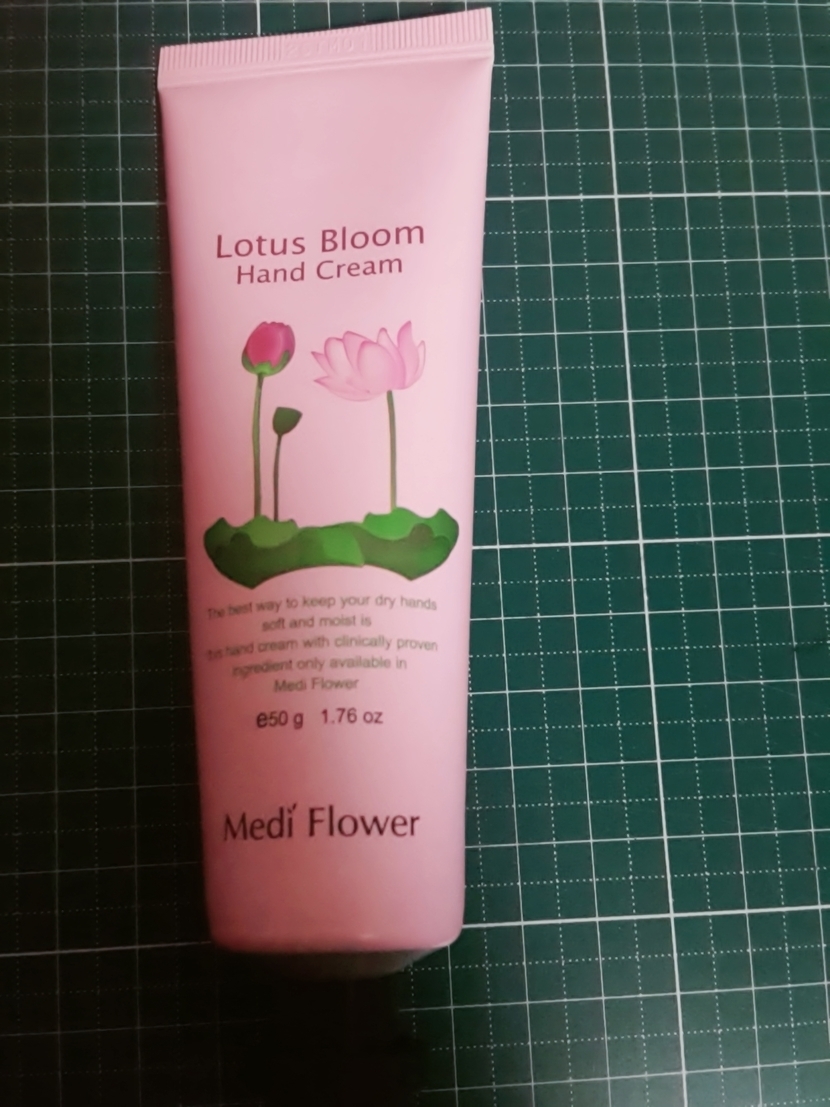 Lotus Bloom
Hand Cream
The best way to keep your dry hands
soft and moist is
this hand cream with clinically proven
ingredient only available in
Medi Flower
e50 g 1.76 oz
Medi Flower